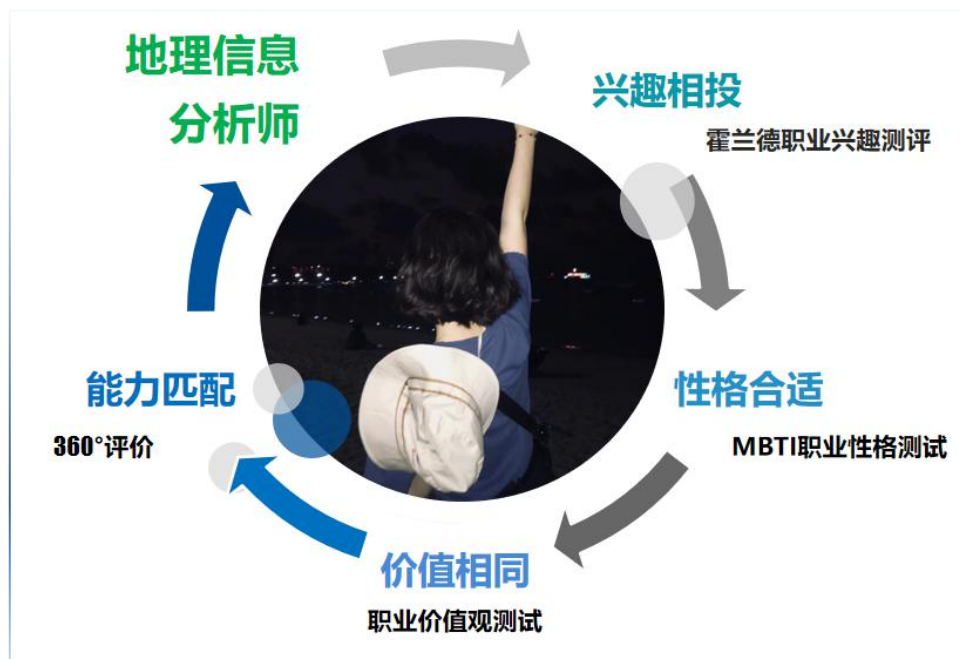 地理信息
分析师
兴趣相投
霍兰德职业兴趣测评
性格合适
MBTI职业性格测试
价值相同
职业价值观测试
能力匹配
360°评价